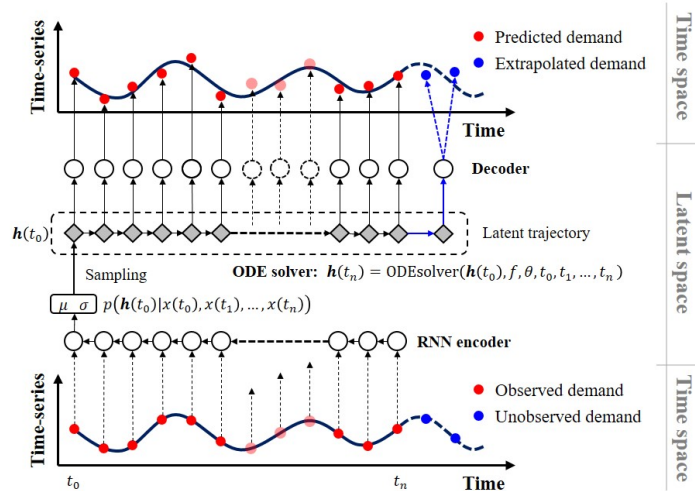 Time-series
Predicted demand
Extrapolated demand
Time
Time space
Decoder
h(t₀)
Latent trajectory
Latent space
Sampling
ODE solver: h(tₙ) = ODEsolver(h(t₀), f, θ, t₀, t₁, ..., tₙ)
μ σ
p(h(t₀)|x(t₀), x(t₁), ..., x(tₙ))
RNN encoder
Time-series
Observed demand
Unobserved demand
Time space
t₀
tₙ
Time